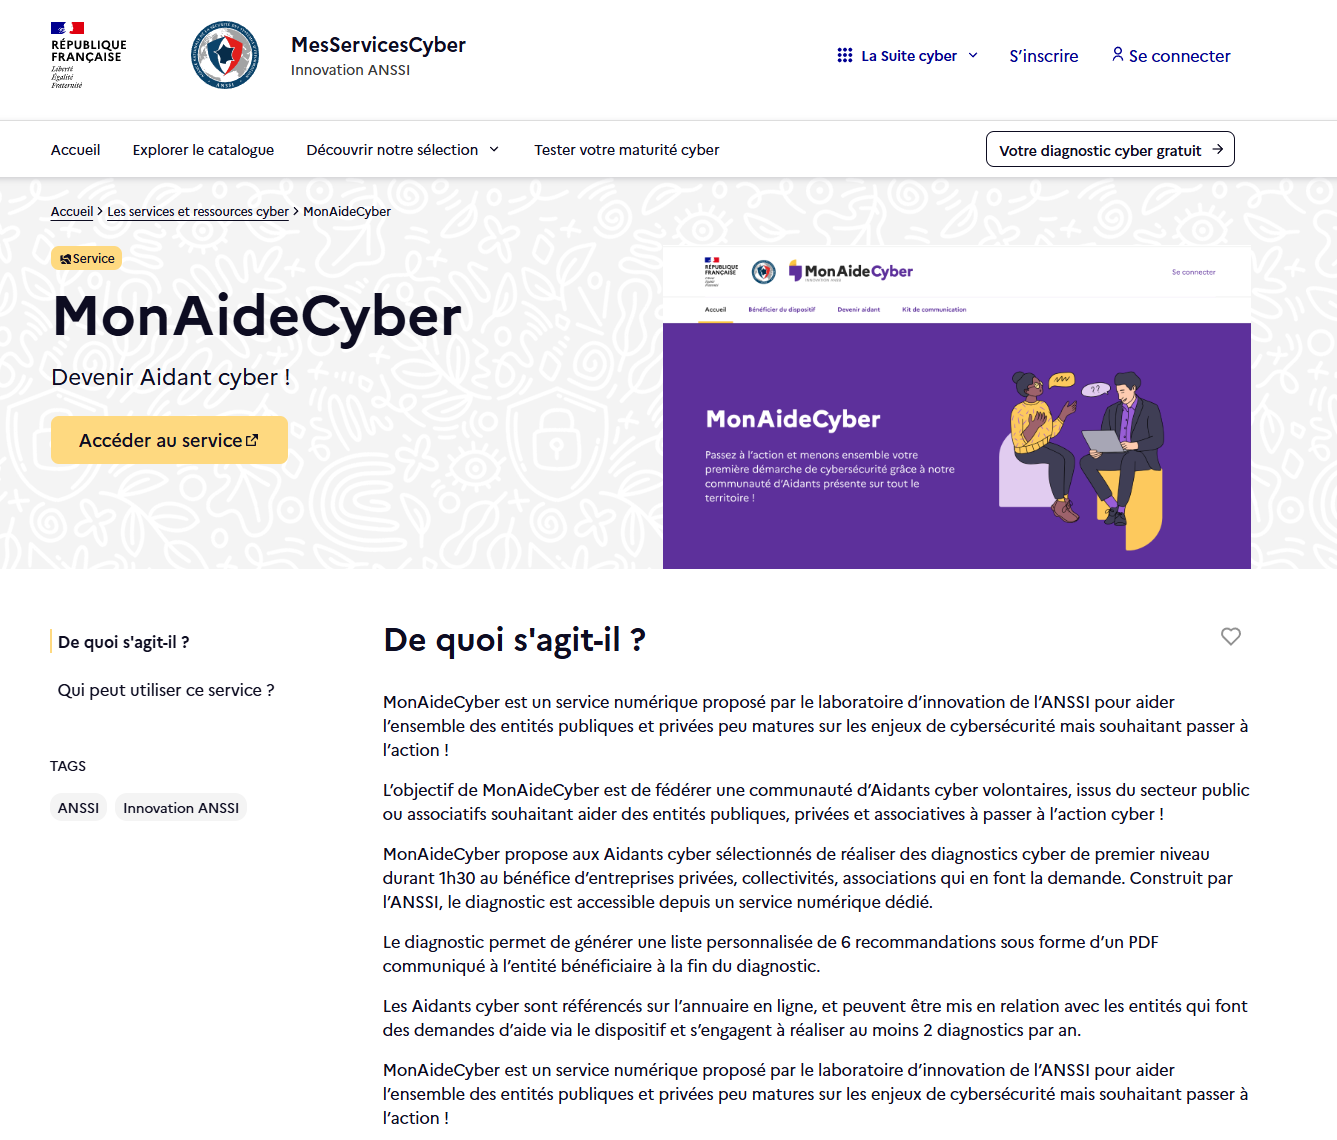 RÉPUBLIQUE
FRANÇAISE
Liberté
Égalité
Fraternité
MesServicesCyber
Innovation ANSSI
La Suite cyber
S’inscrire
Se connecter
Accueil
Explorer le catalogue
Découvrir notre sélection
Tester votre maturité cyber
Votre diagnostic cyber gratuit
Accueil > Les services et ressources cyber > MonAideCyber
Service
MonAideCyber
Devenir Aidant cyber !
Accéder au service
RÉPUBLIQUE
FRANÇAISE
MonAideCyber
Se connecter
Accueil
Bénéficier du dispositif
Devenir aidant
Kit de communication
MonAideCyber
Passez à l’action et menons ensemble votre
première démarche de cybersécurité grâce à notre
communauté d’Aidants présente sur tout le
territoire !
??
De quoi s'agit-il ?
Qui peut utiliser ce service ?
TAGS
ANSSI
Innovation ANSSI
De quoi s'agit-il ?
MonAideCyber est un service numérique proposé par le laboratoire d’innovation de l’ANSSI pour aider
l’ensemble des entités publiques et privées peu matures sur les enjeux de cybersécurité mais souhaitant passer à
l’action !
L’objectif de MonAideCyber est de fédérer une communauté d’Aidants cyber volontaires, issus du secteur public
ou associatifs souhaitant aider des entités publiques, privées et associatives à passer à l’action cyber !
MonAideCyber propose aux Aidants cyber sélectionnés de réaliser des diagnostics cyber de premier niveau
durant 1h30 au bénéfice d’entreprises privées, collectivités, associations qui en font la demande. Construit par
l’ANSSI, le diagnostic est accessible depuis un service numérique dédié.
Le diagnostic permet de générer une liste personnalisée de 6 recommandations sous forme d’un PDF
communiqué à l’entité bénéficiaire à la fin du diagnostic.
Les Aidants cyber sont référencés sur l’annuaire en ligne, et peuvent être mis en relation avec les entités qui font
des demandes d’aide via le dispositif et s’engagent à réaliser au moins 2 diagnostics par an.
MonAideCyber est un service numérique proposé par le laboratoire d’innovation de l’ANSSI pour aider
l’ensemble des entités publiques et privées peu matures sur les enjeux de cybersécurité mais souhaitant passer à
l’action !